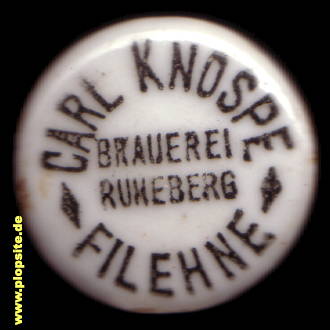 CARL KNOSPE
BRAUEREI
RUHEBERG
FILEHNE
www.plopsite.de